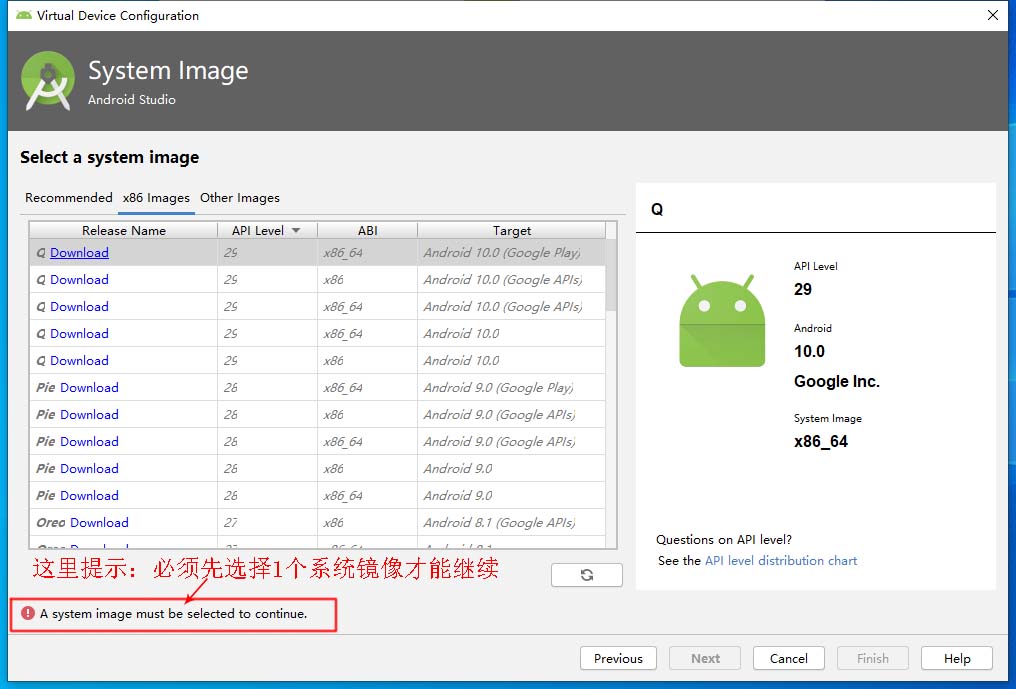 Virtual Device Configuration
System Image
Android Studio
Select a system image
Recommended x86 Images Other Images
Release Name API Level ABI Target
Q Download 29 x86_64 Android 10.0 (Google Play)
Q Download 29 x86 Android 10.0 (Google APIs)
Q Download 29 x86_64 Android 10.0 (Google APIs)
Q Download 29 x86_64 Android 10.0
Q Download 29 x86 Android 10.0
Pie Download 28 x86_64 Android 9.0 (Google Play)
Pie Download 28 x86 Android 9.0 (Google APIs)
Pie Download 28 x86_64 Android 9.0 (Google APIs)
Pie Download 28 x86 Android 9.0
Pie Download 28 x86_64 Android 9.0
Oreo Download 27 x86 Android 8.1 (Google APIs)
Q
API Level
29
Android
10.0
Google Inc.
System Image
x86_64
Questions on API level?
See the API level distribution chart
这里提示：必须先选择1个系统镜像才能继续
A system image must be selected to continue.
Previous Next Cancel Finish Help